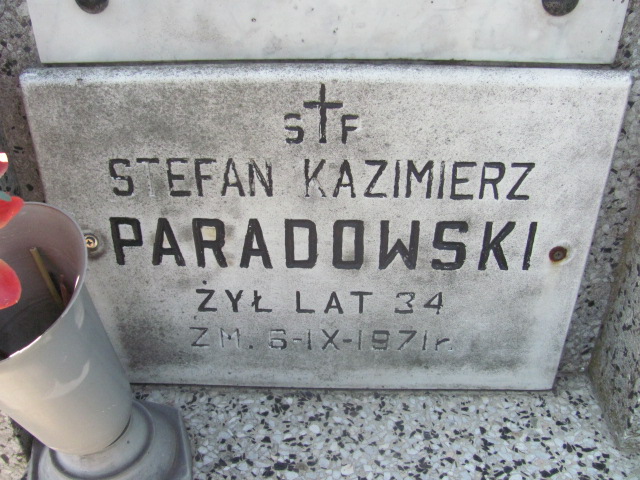 S F
STEFAN KAZIMIERZ
PARADOWSKI
ŻYŁ LAT 34
ZM. 6-IX-1971r.